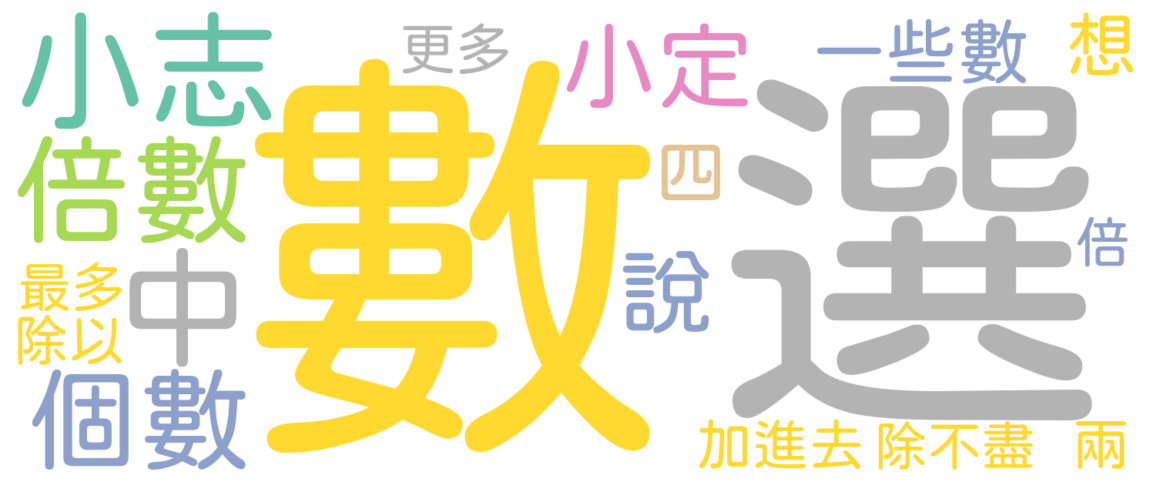 小志
更多
小定
一些數
想
數
選
倍數
四
說
倍
中
最多
除以
個數
加進去
除不盡
兩